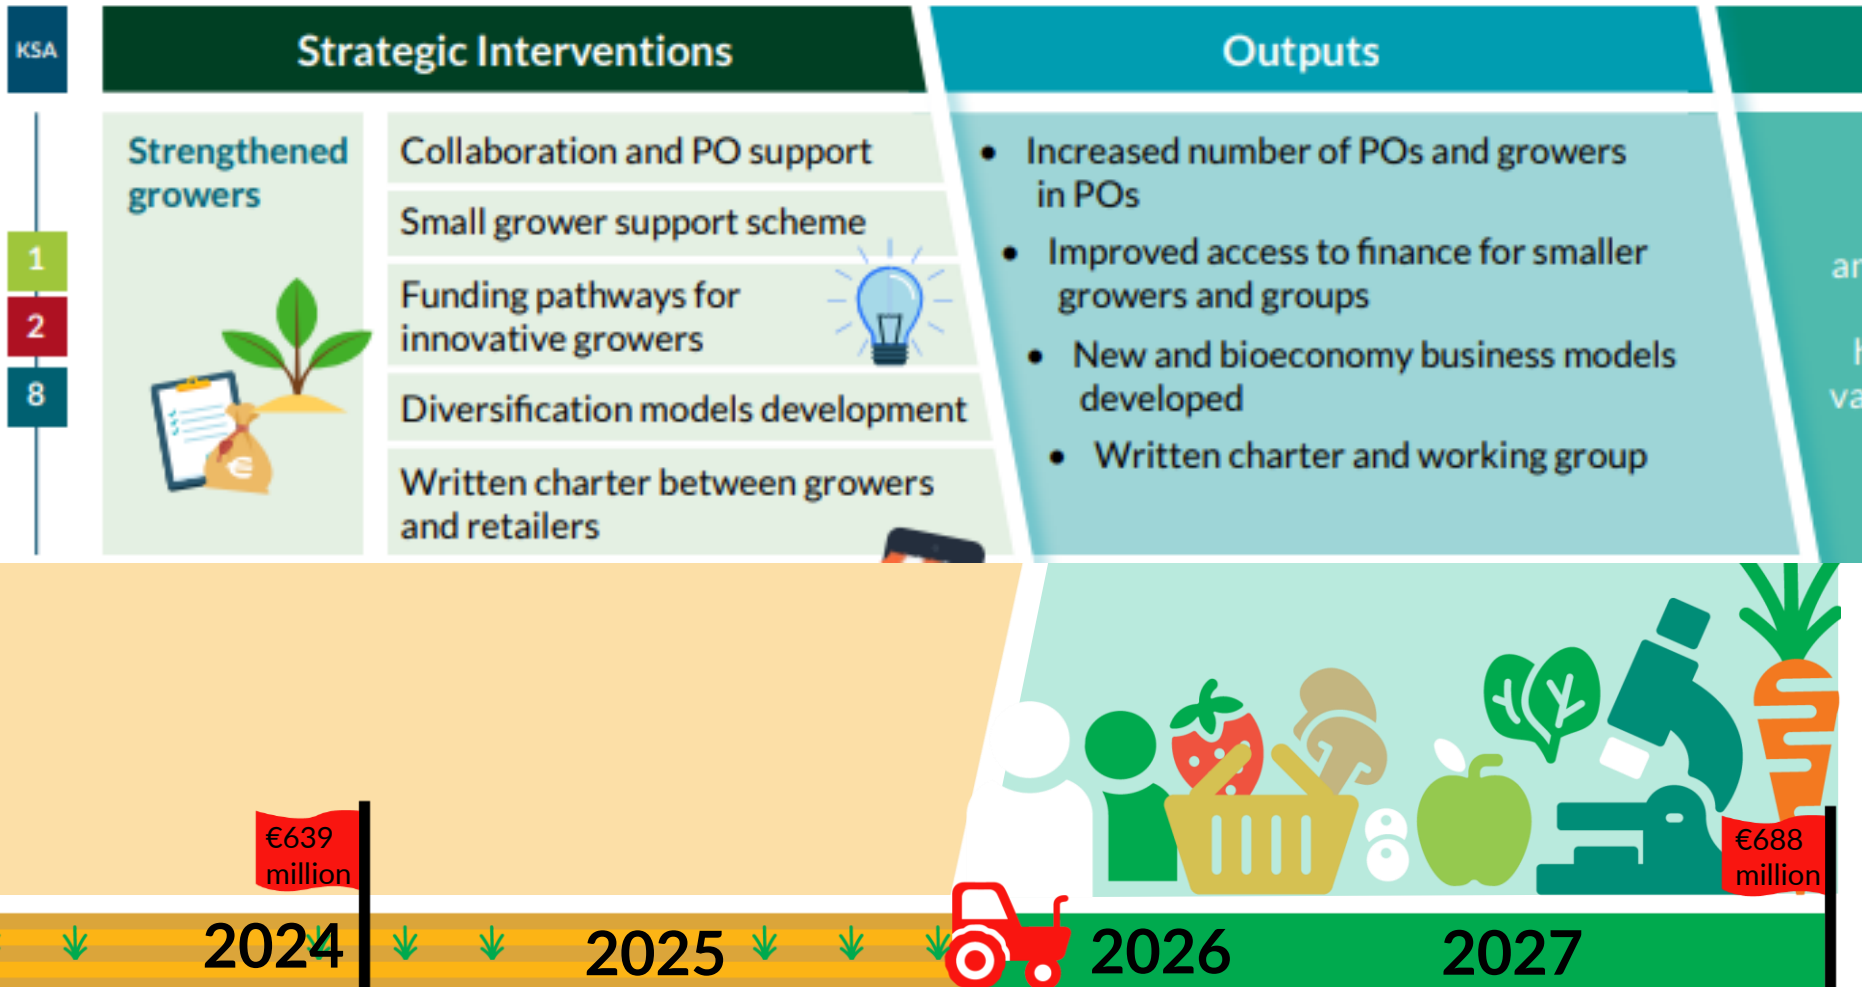 KSA
Strategic Interventions
Outputs
1
2
8
Strengthened
growers
Collaboration and PO support
Small grower support scheme
Funding pathways for
innovative growers
Diversification models development
Written charter between growers
and retailers
• Increased number of POs and growers
in POs
• Improved access to finance for smaller
growers and groups
• New and bioeconomy business models
developed
• Written charter and working group
€639
million
€688
million
2024
2025
2026
2027